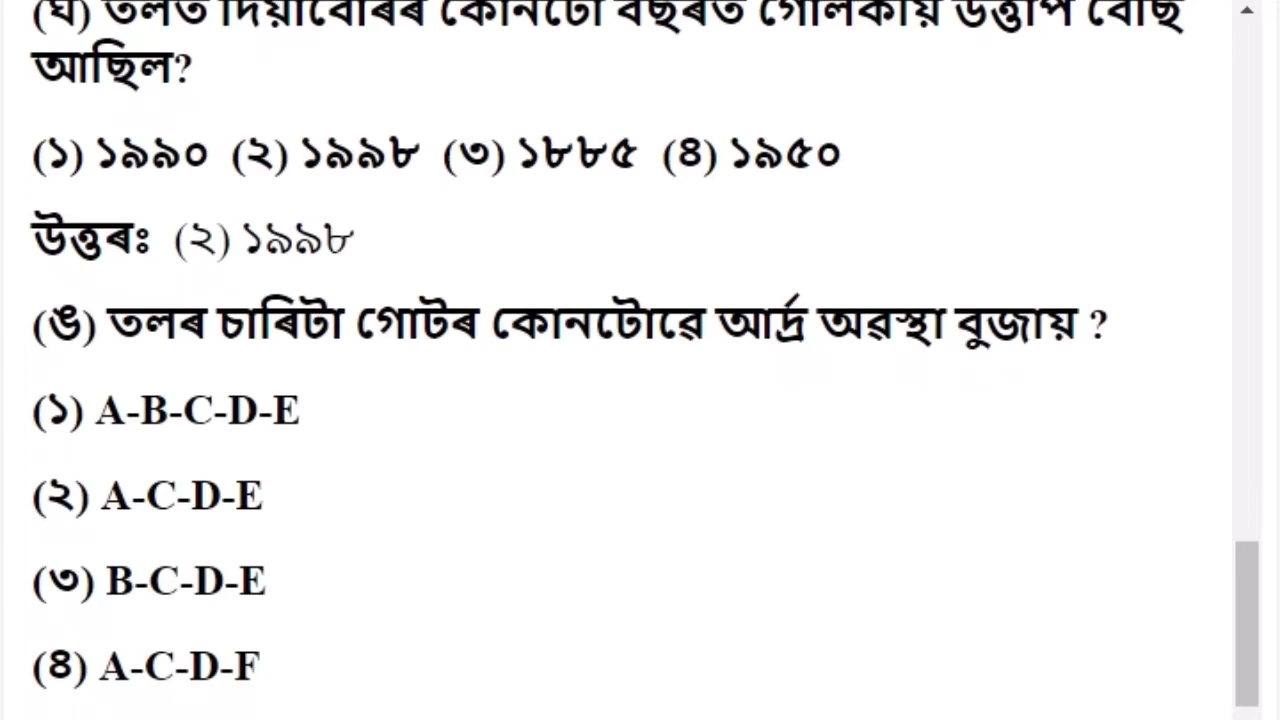 (ঘ) তলত দিয়াবোৰৰ কোনটো বছৰত গোলকীয় উত্তাপ বেছি
আছিল?
(১) ১৯৯০ (২) ১৯৯৮ (৩) ১৮৮৫ (৪) ১৯৫০
উত্তৰঃ (২) ১৯৯৮
(ঙ) তলৰ চাৰিটা গোটৰ কোনটোৱে আৰ্দ্ৰ অৱস্থা বুজায় ?
(১) A-B-C-D-E
(২) A-C-D-E
(৩) B-C-D-E
(৪) A-C-D-F